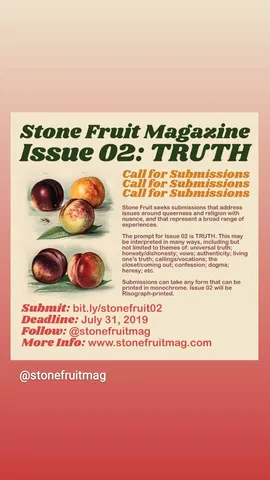 Stone Fruit Magazine
Issue 02: TRUTH
Call for Submissions
Call for Submissions
Call for Submissions
Stone Fruit seeks submissions that address
issues around queerness and religion with
nuance, and that represent a broad range of
experiences.
The prompt for Issue 02 is TRUTH. This may
be interpreted in many ways, including but
not limited to themes of: universal truth;
honesty/dishonesty; vows; authenticity; living
one's truth; callings/vocations; the
closet/coming out; confession; dogma;
heresy; etc.
Submissions can take any form that can be
printed in monochrome. Issue 02 will be
Risograph-printed.
Submit: bit.ly/stonefruit02
Deadline: July 31, 2019
Follow: @stonefruitmag
More Info: www.stonefruitmag.com
@stonefruitmag